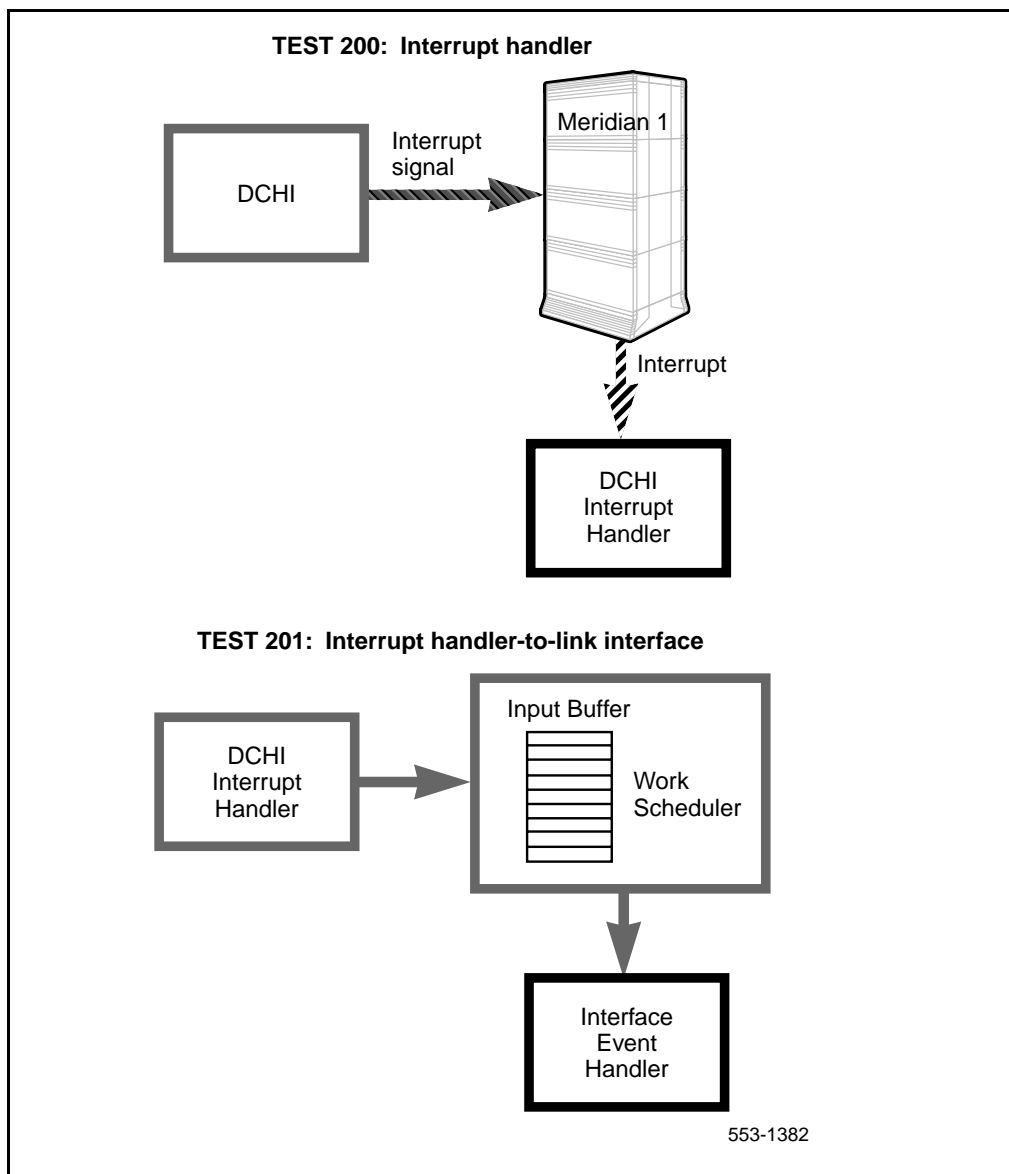 TEST 200:  Interrupt handler
Meridian 1
Interrupt
signal
DCHI
Interrupt
DCHI
Interrupt
Handler
TEST 201:  Interrupt handler-to-link interface
Input Buffer
DCHI
Interrupt
Handler
Work
Scheduler
Interface
Event
Handler
553-1382